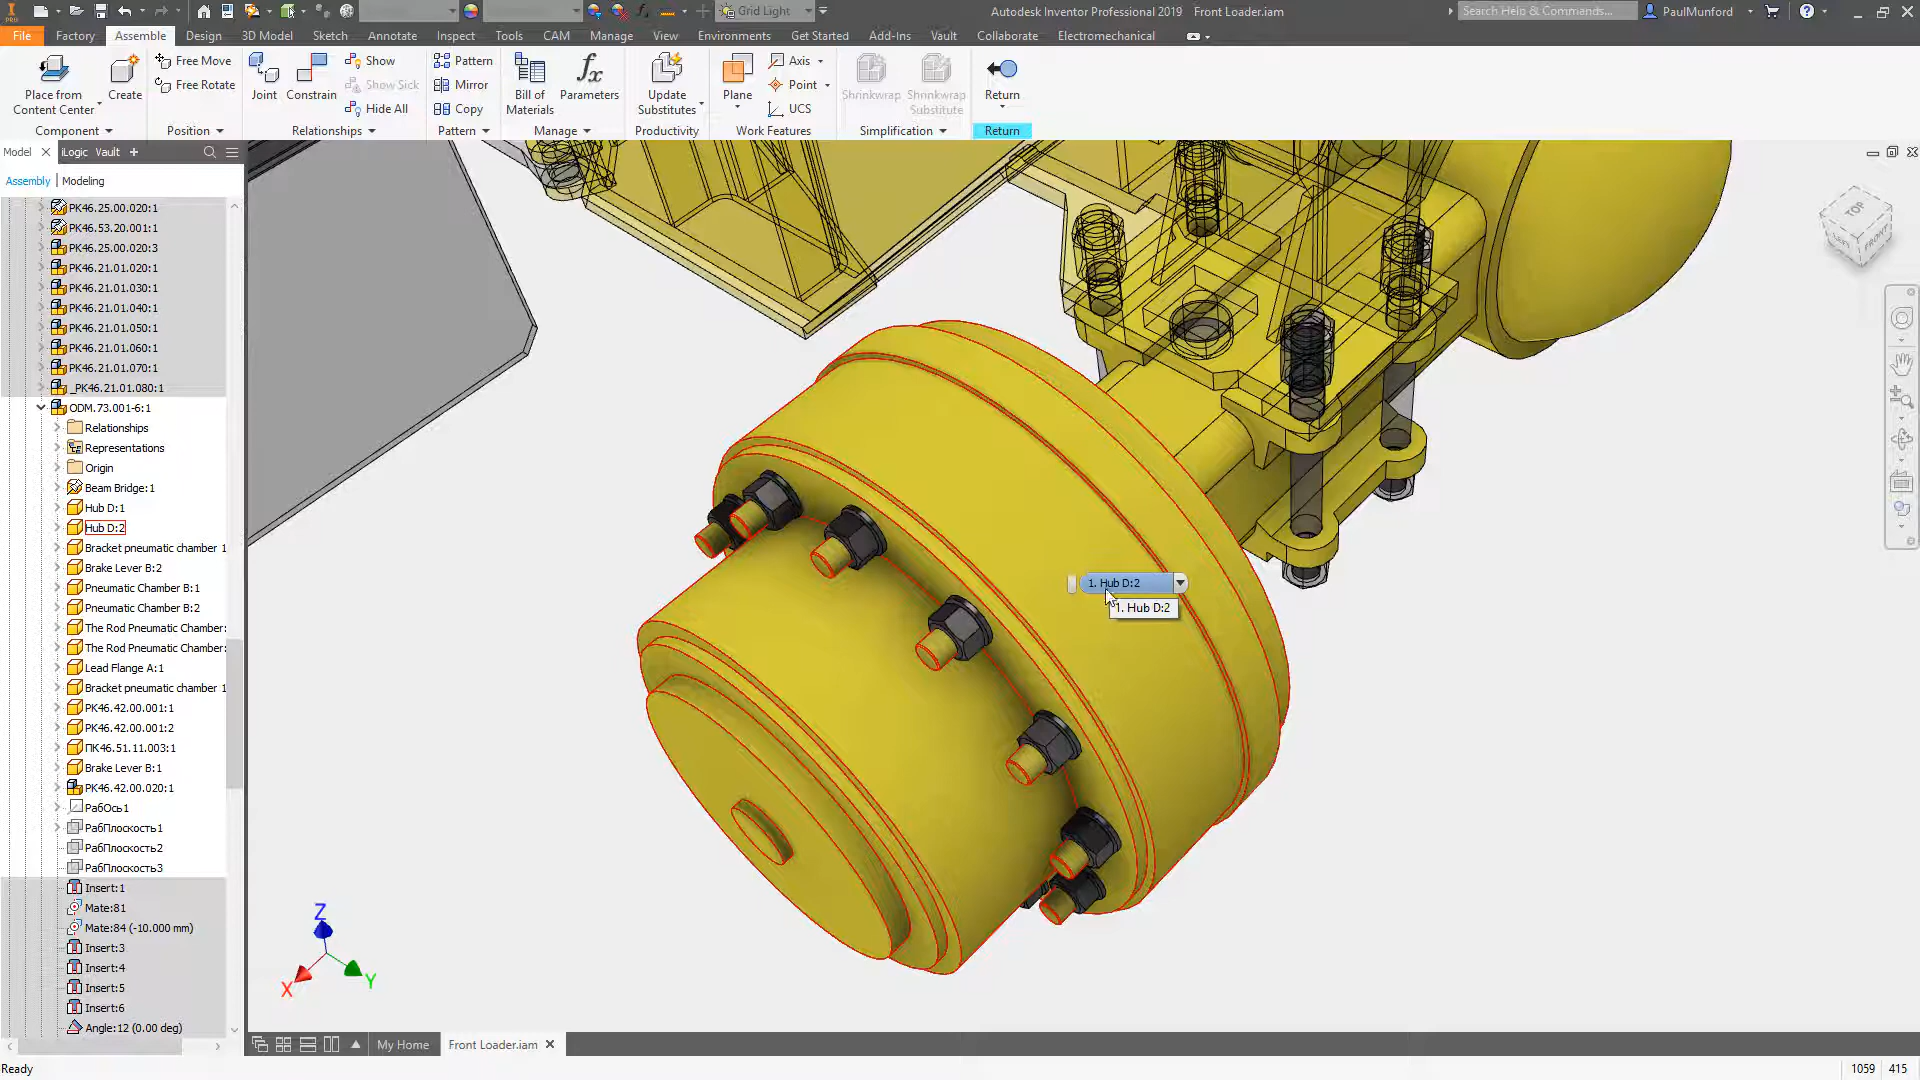 Grid Light
Autodesk Inventor Professional 2019 Front Loader.iam
Search Help & Commands...
PaulMunford
PRO
File Factory Assemble Design 3D Model Sketch Annotate Inspect Tools CAM Manage View Environments Get Started Add-Ins Vault Collaborate Electromechanical
Place from
Content Center
Create
Free Move
Free Rotate
Joint
Constrain
Show
Show Sick
Hide All
Pattern
Mirror
Copy
Bill of
Materials
Parameters
Update
Substitutes
Plane
Axis
Point
UCS
Shrinkwrap
Shrinkwrap
Substitute
Return
Component Position Relationships Pattern Manage Productivity Work Features Simplification Return
Model iLogic Vault
Assembly Modeling
PK46.25.00.020:1
PK46.53.20.001:1
PK46.25.00.020:3
PK46.21.01.020:1
PK46.21.01.030:1
PK46.21.01.040:1
PK46.21.01.050:1
PK46.21.01.060:1
PK46.21.01.070:1
_PK46.21.01.080:1
ODM.73.001-6:1
Relationships
Representations
Origin
Beam Bridge:1
Hub D:1
Hub D:2
Bracket pneumatic chamber 1
Brake Lever B:2
Pneumatic Chamber B:1
Pneumatic Chamber B:2
The Rod Pneumatic Chamber:
The Rod Pneumatic Chamber:
Lead Flange A:1
Bracket pneumatic chamber 1
PK46.42.00.001:1
PK46.42.00.001:2
ПК46.51.11.003:1
Brake Lever B:1
PK46.42.00.020:1
РабОсь1
РабПлоскость1
РабПлоскость2
РабПлоскость3
Insert:1
Mate:81
Mate:84 (-10.000 mm)
Insert:3
Insert:4
Insert:5
Insert:6
Angle:12 (0.00 deg)
TOP
LEFT
FRONT
1. Hub D:2
1. Hub D:2
Z
X
Y
My Home Front Loader.iam
Ready
1059 415